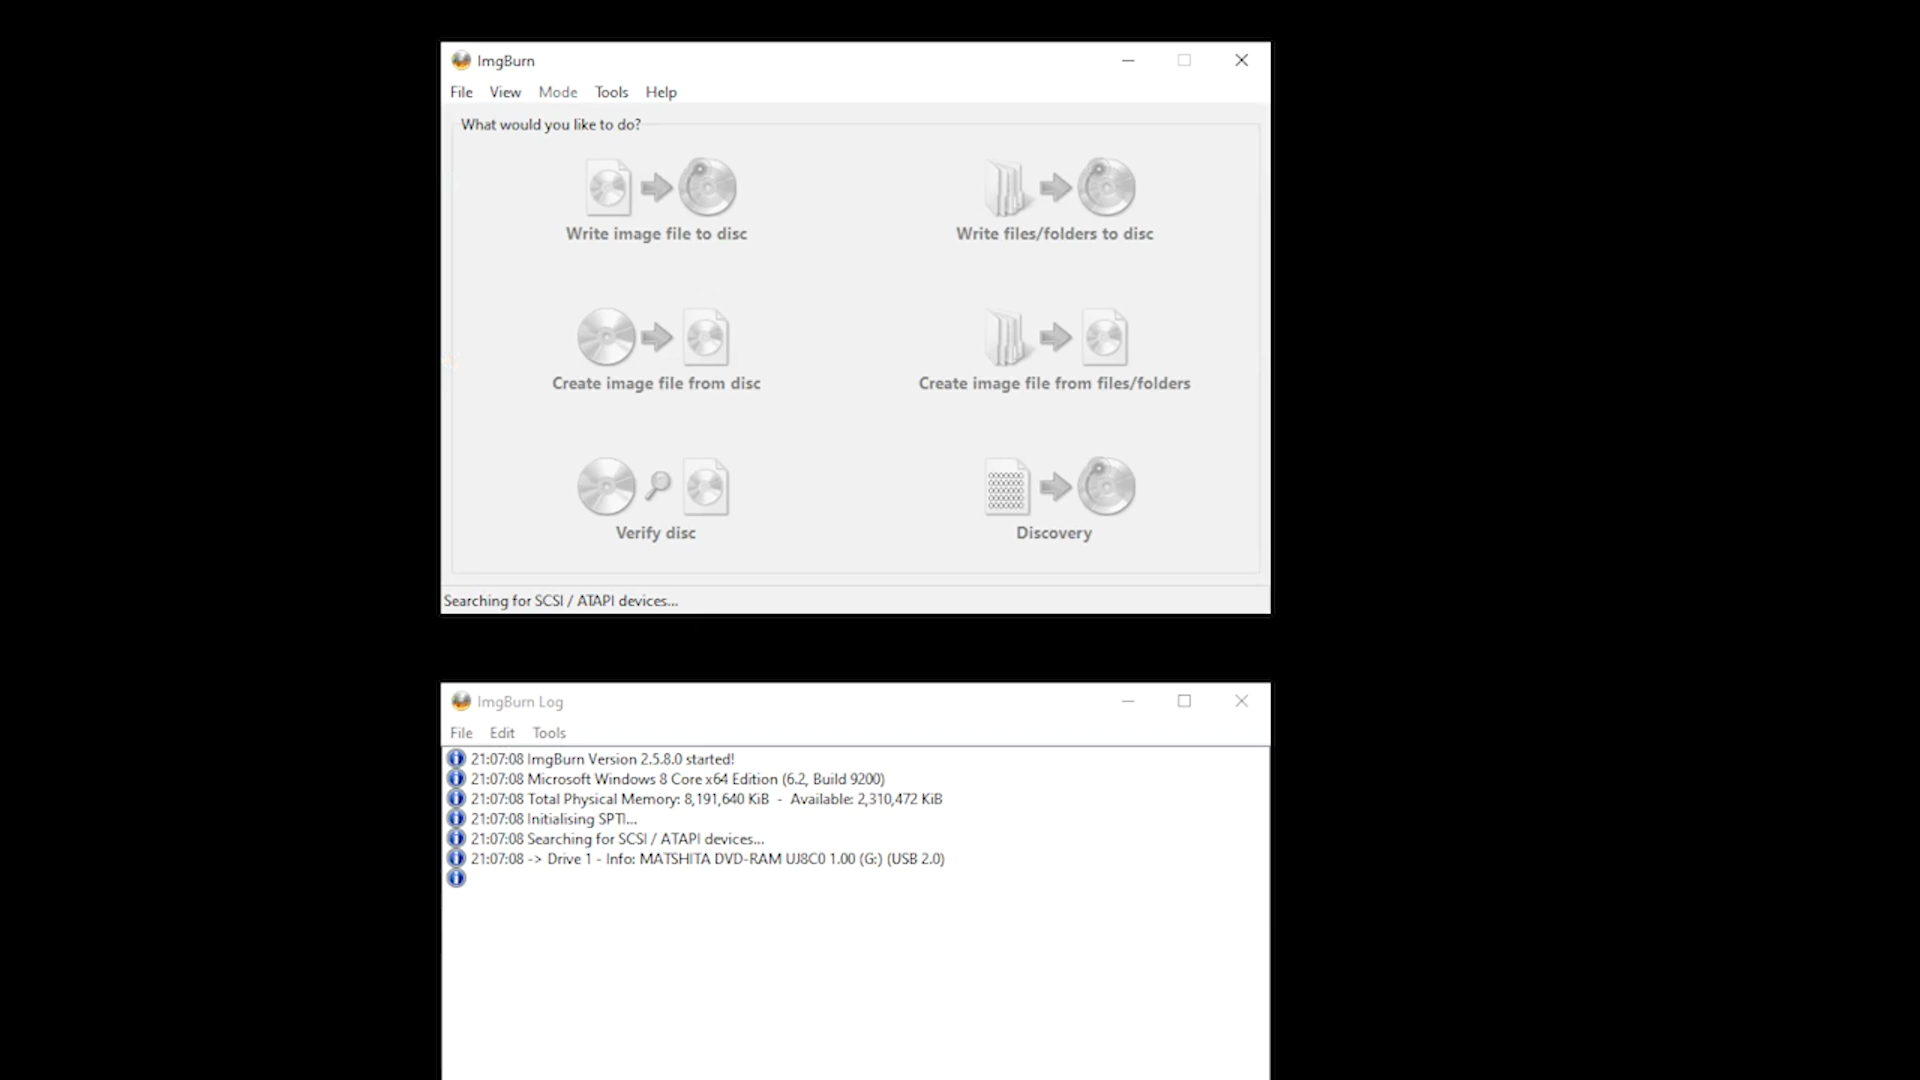 ImgBurn
File View Mode Tools Help
What would you like to do?
Write image file to disc
Write files/folders to disc
Create image file from disc
Create image file from files/folders
Verify disc
Discovery
Searching for SCSI / ATAPI devices...
ImgBurn Log
File Edit Tools
21:07:08 ImgBurn Version 2.5.8.0 started!
21:07:08 Microsoft Windows 8 Core x64 Edition (6.2, Build 9200)
21:07:08 Total Physical Memory: 8,191,640 KiB - Available: 2,310,472 KiB
21:07:08 Initialising SPTI...
21:07:08 Searching for SCSI / ATAPI devices...
21:07:08 -> Drive 1 - Info: MATSHITA DVD-RAM UJ8C0 1.00 (G:) (USB 2.0)